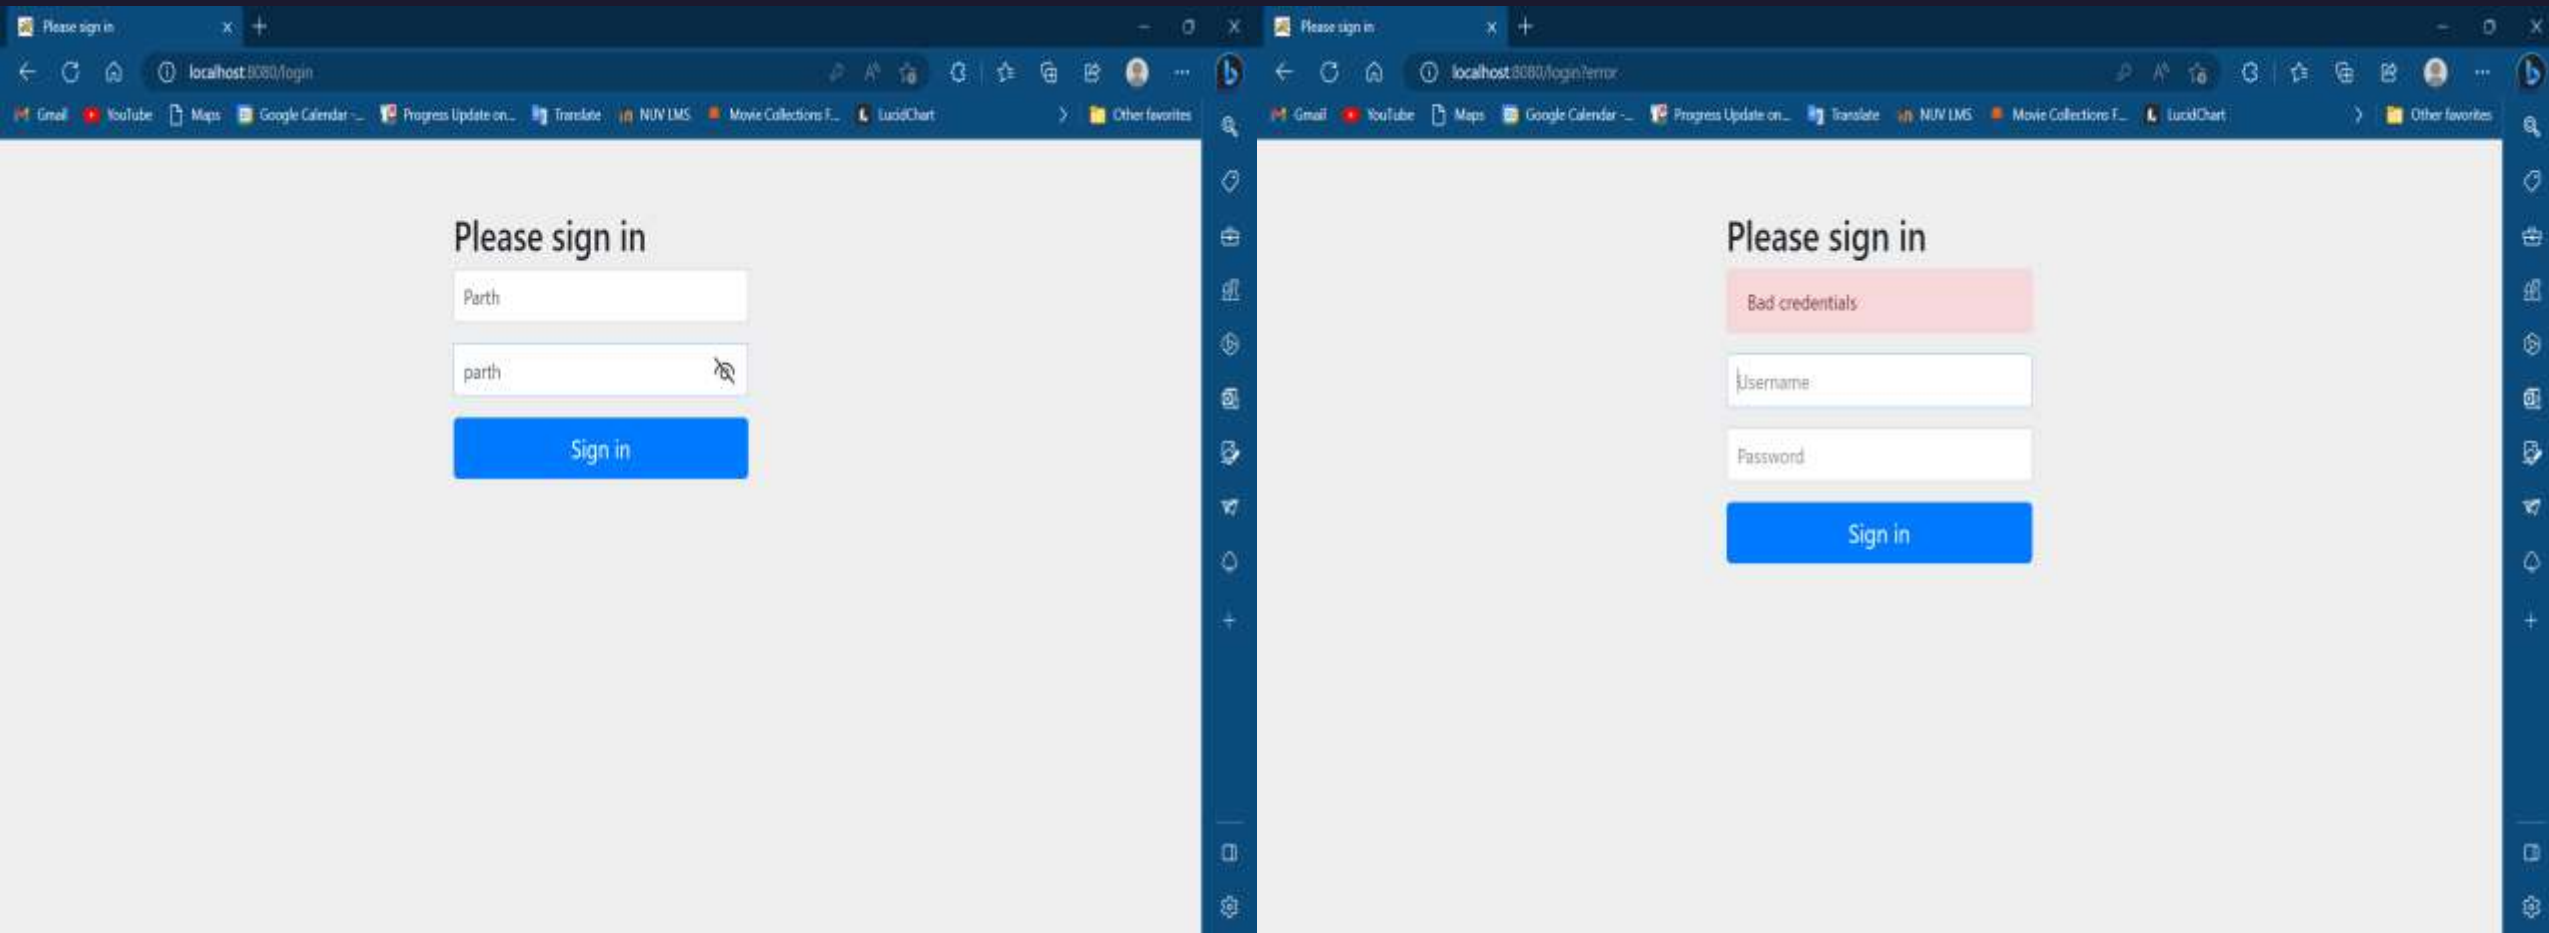 Please sign in
localhost:8080/login
Gmail YouTube Maps Google Calendar -... Progress Update on... Translate NUV LMS Movie Collections F... LucidChart Other favorites
Please sign in
Parth
parth
Sign in
Please sign in
localhost:8080/login?error
Gmail YouTube Maps Google Calendar -... Progress Update on... Translate NUV LMS Movie Collections F... LucidChart Other favorites
Please sign in
Bad credentials
Username
Password
Sign in